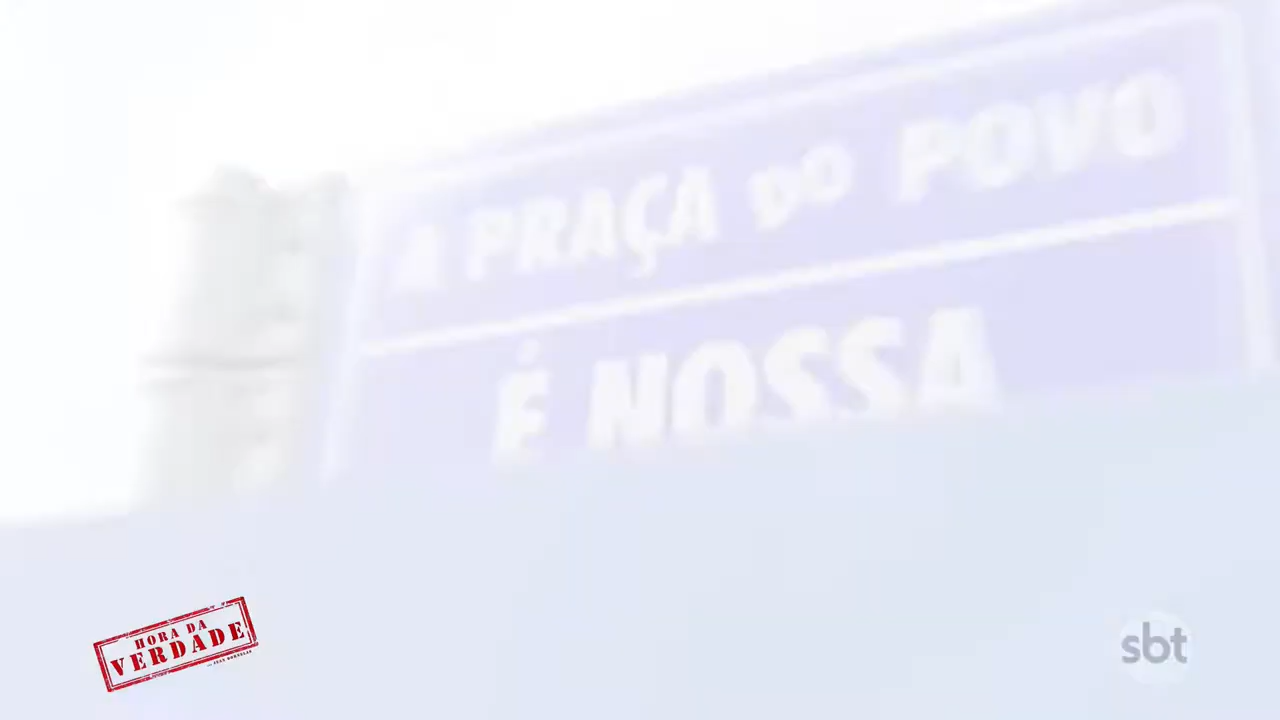 A PRAÇA DO POVO
É NOSSA
HORA DA
VERDADE
sbt